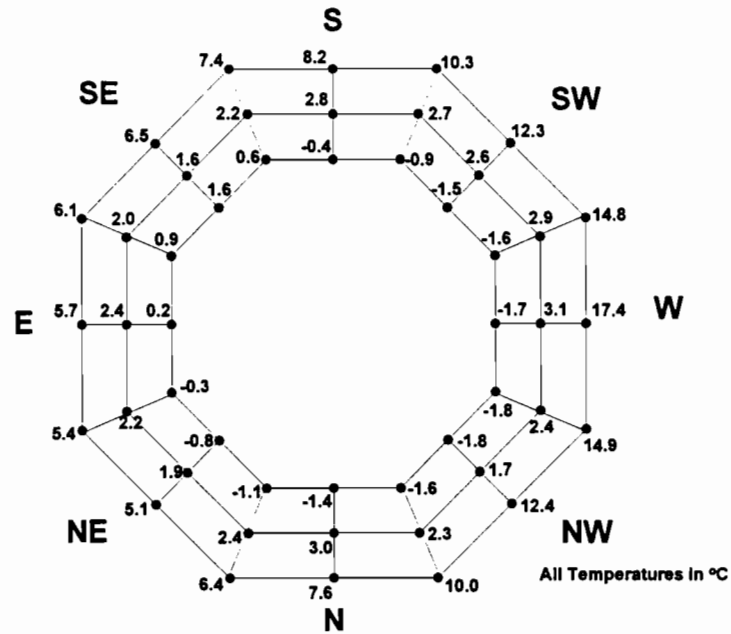 S
7.4 8.2 10.3
SE SW
2.2 2.8 2.7
6.5 12.3
0.6 -0.4 -0.9
1.6 2.6
1.6 -1.5
6.1 2.0 2.9 14.8
0.9 -1.6
E 5.7 2.4 0.2 -1.7 3.1 17.4 W
-0.3 -1.8
5.4 2.2 2.4 14.9
-0.8 -1.8
1.9 1.7
-1.1 -1.4 -1.6
5.1 12.4
NE NW
2.4 3.0 2.3
6.4 7.6 10.0
All Temperatures in ºC
N